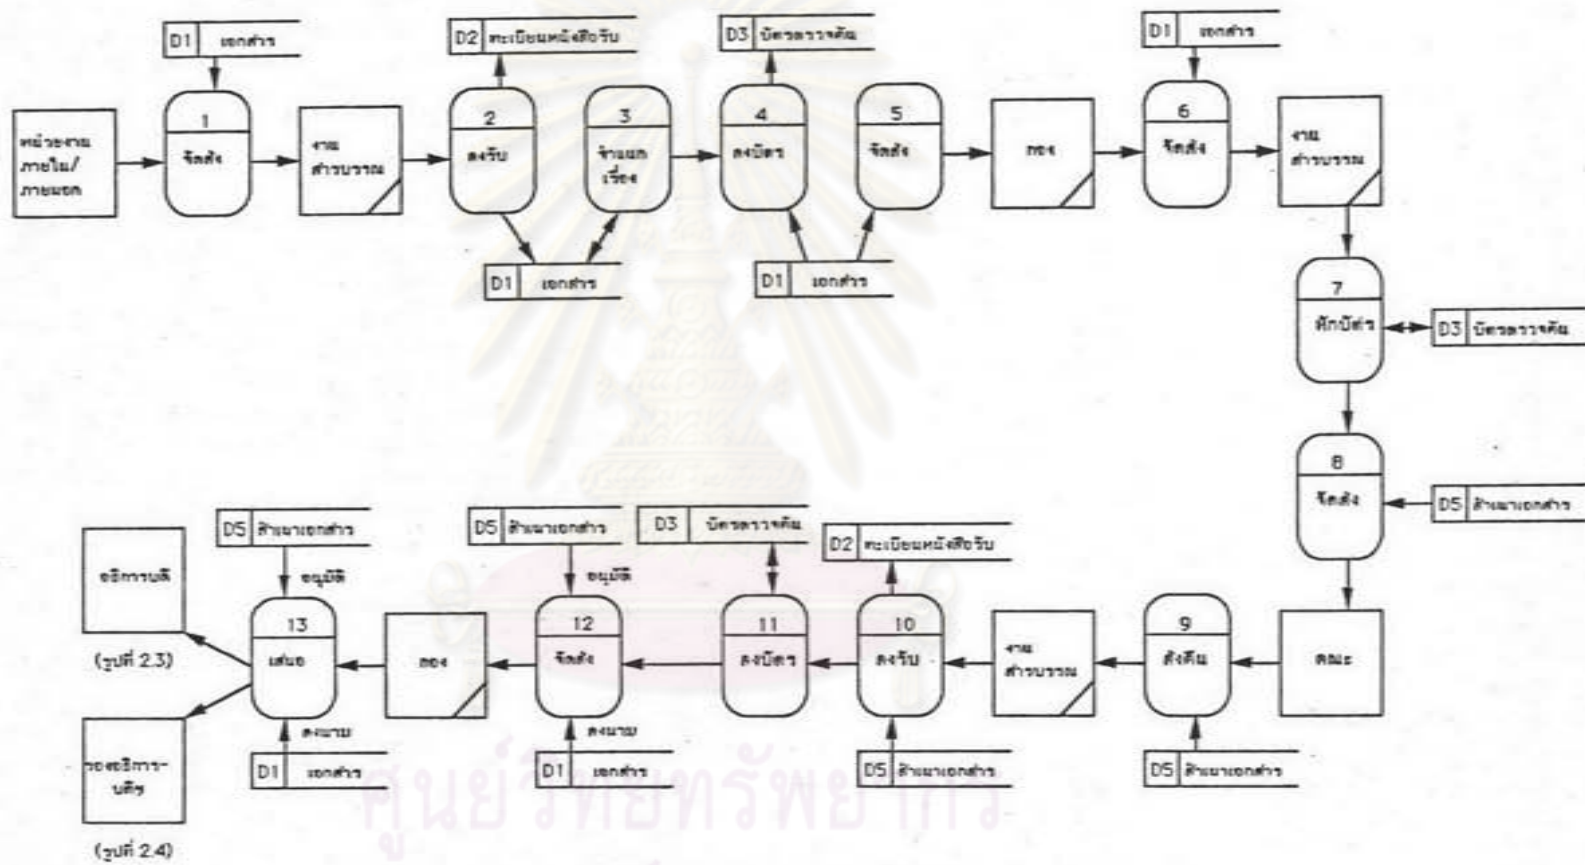 D1 เอกสาร
D2 ทะเบียนหนังสือรับ
D3 บัตรตรวจค้น
D1 เอกสาร
หน่วยงาน
ภายใน/
ภายนอก
1
จัดส่ง
งาน
สารบรรณ
2
ลงรับ
3
จำแนก
เรื่อง
4
ลงบัตร
5
จัดส่ง
กอง
6
จัดส่ง
งาน
สารบรรณ
D1 เอกสาร
D1 เอกสาร
7
หักบัตร
D3 บัตรตรวจค้น
8
จัดส่ง
D5 สำเนาเอกสาร
D5 สำเนาเอกสาร
D5 สำเนาเอกสาร
D3 บัตรตรวจค้น
D2 ทะเบียนหนังสือรับ
อธิการบดี
(รูปที่ 2.3)
อนุมัติ
อนุมัติ
13
เสนอ
กอง
12
จัดส่ง
11
ลงบัตร
10
ลงรับ
งาน
สารบรรณ
9
ส่งคืน
คณะ
ลงนาม
ลงนาม
รองอธิการ-
บดีฯ
(รูปที่ 2.4)
D1 เอกสาร
D1 เอกสาร
D5 สำเนาเอกสาร
D5 สำเนาเอกสาร
ศูนย์วิทยทรัพยากร